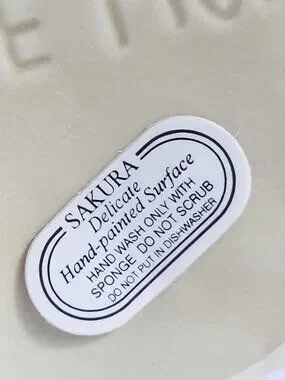 SAKURA
Delicate
Hand-painted Surface
HAND WASH ONLY WITH
SPONGE DO NOT SCRUB
DO NOT PUT IN DISHWASHER